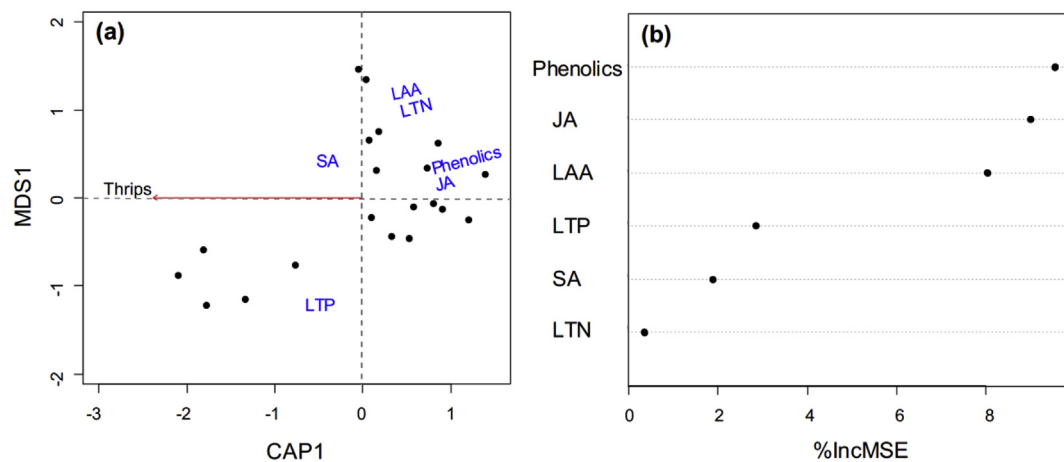 (a)
2
1
0
-1
-2
MDS1
LAA
LTN
SA
Phenolics
JA
Thrips
LTP
-3
-2
-1
0
1
CAP1
(b)
Phenolics
JA
LAA
LTP
SA
LTN
0
2
4
6
8
%IncMSE